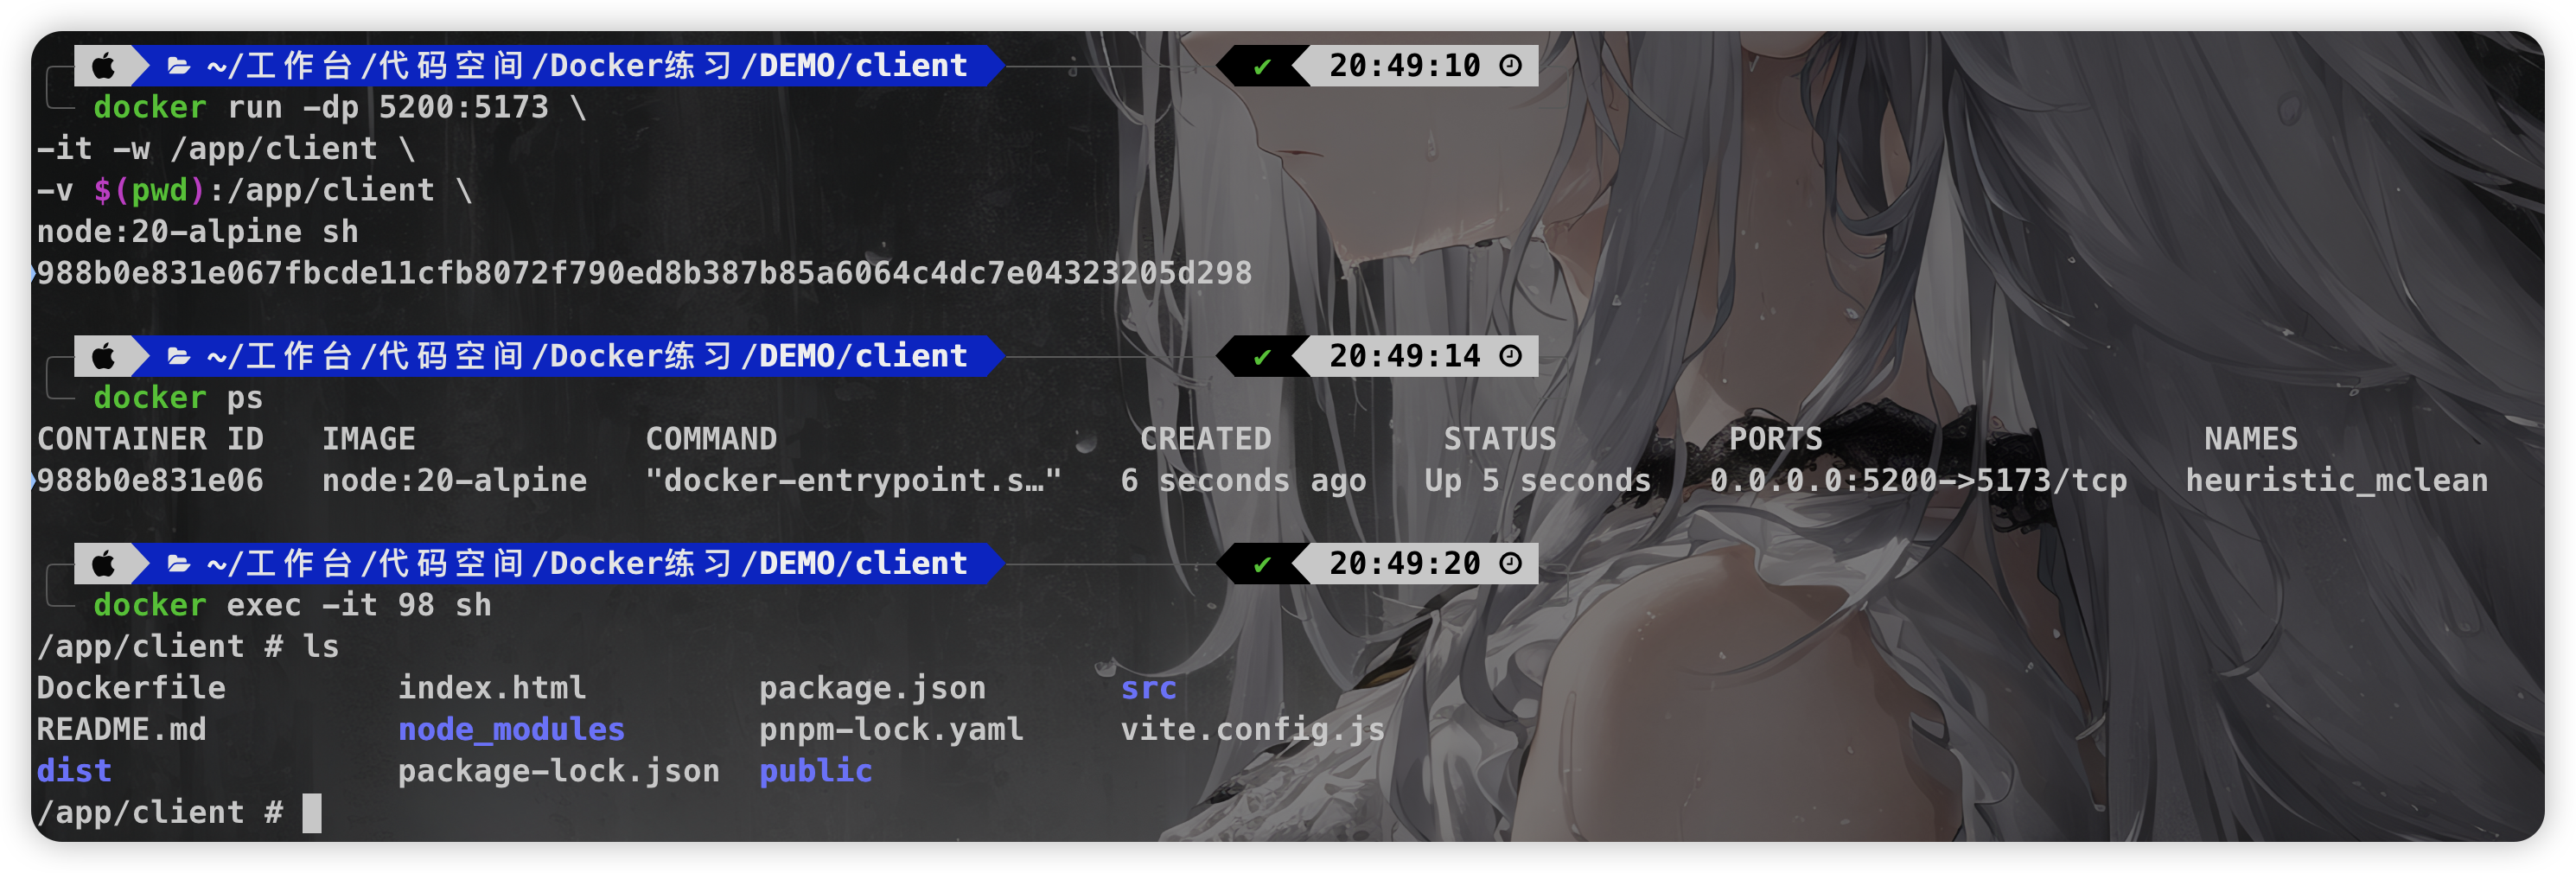 ~/工作台/代码空间/Docker练习/DEMO/client ✔ 20:49:10
docker run -dp 5200:5173 \
-it -w /app/client \
-v $(pwd):/app/client \
node:20-alpine sh
988b0e831e067fbcde11cfb8072f790ed8b387b85a6064c4dc7e04323205d298
~/工作台/代码空间/Docker练习/DEMO/client ✔ 20:49:14
docker ps
CONTAINER ID IMAGE COMMAND CREATED STATUS PORTS NAMES
988b0e831e06 node:20-alpine "docker-entrypoint.s…" 6 seconds ago Up 5 seconds 0.0.0.0:5200->5173/tcp heuristic_mclean
~/工作台/代码空间/Docker练习/DEMO/client ✔ 20:49:20
docker exec -it 98 sh
/app/client # ls
Dockerfile index.html package.json src
README.md node_modules pnpm-lock.yaml vite.config.js
dist package-lock.json public
/app/client #